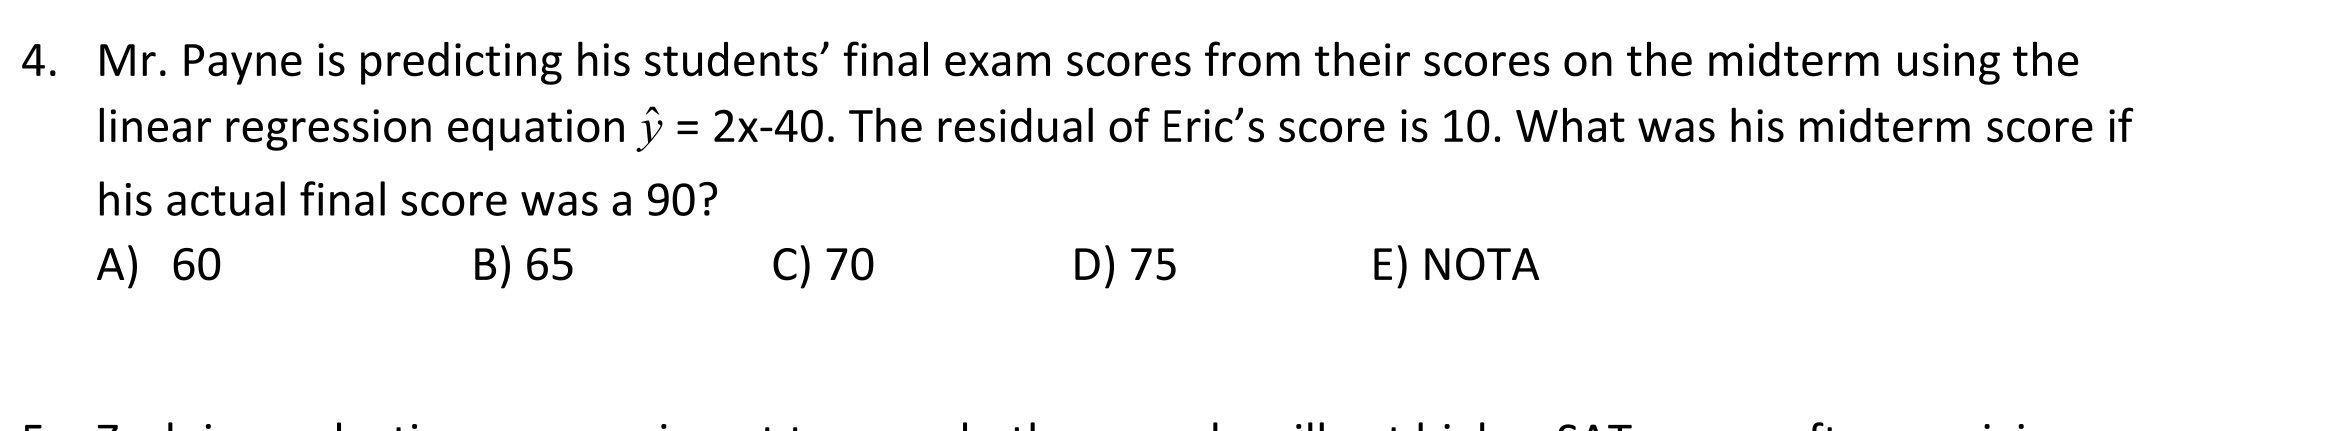 4. Mr. Payne is predicting his students’ final exam scores from their scores on the midterm using the
linear regression equation ŷ = 2x-40. The residual of Eric’s score is 10. What was his midterm score if
his actual final score was a 90?
A) 60 B) 65 C) 70 D) 75 E) NOTA